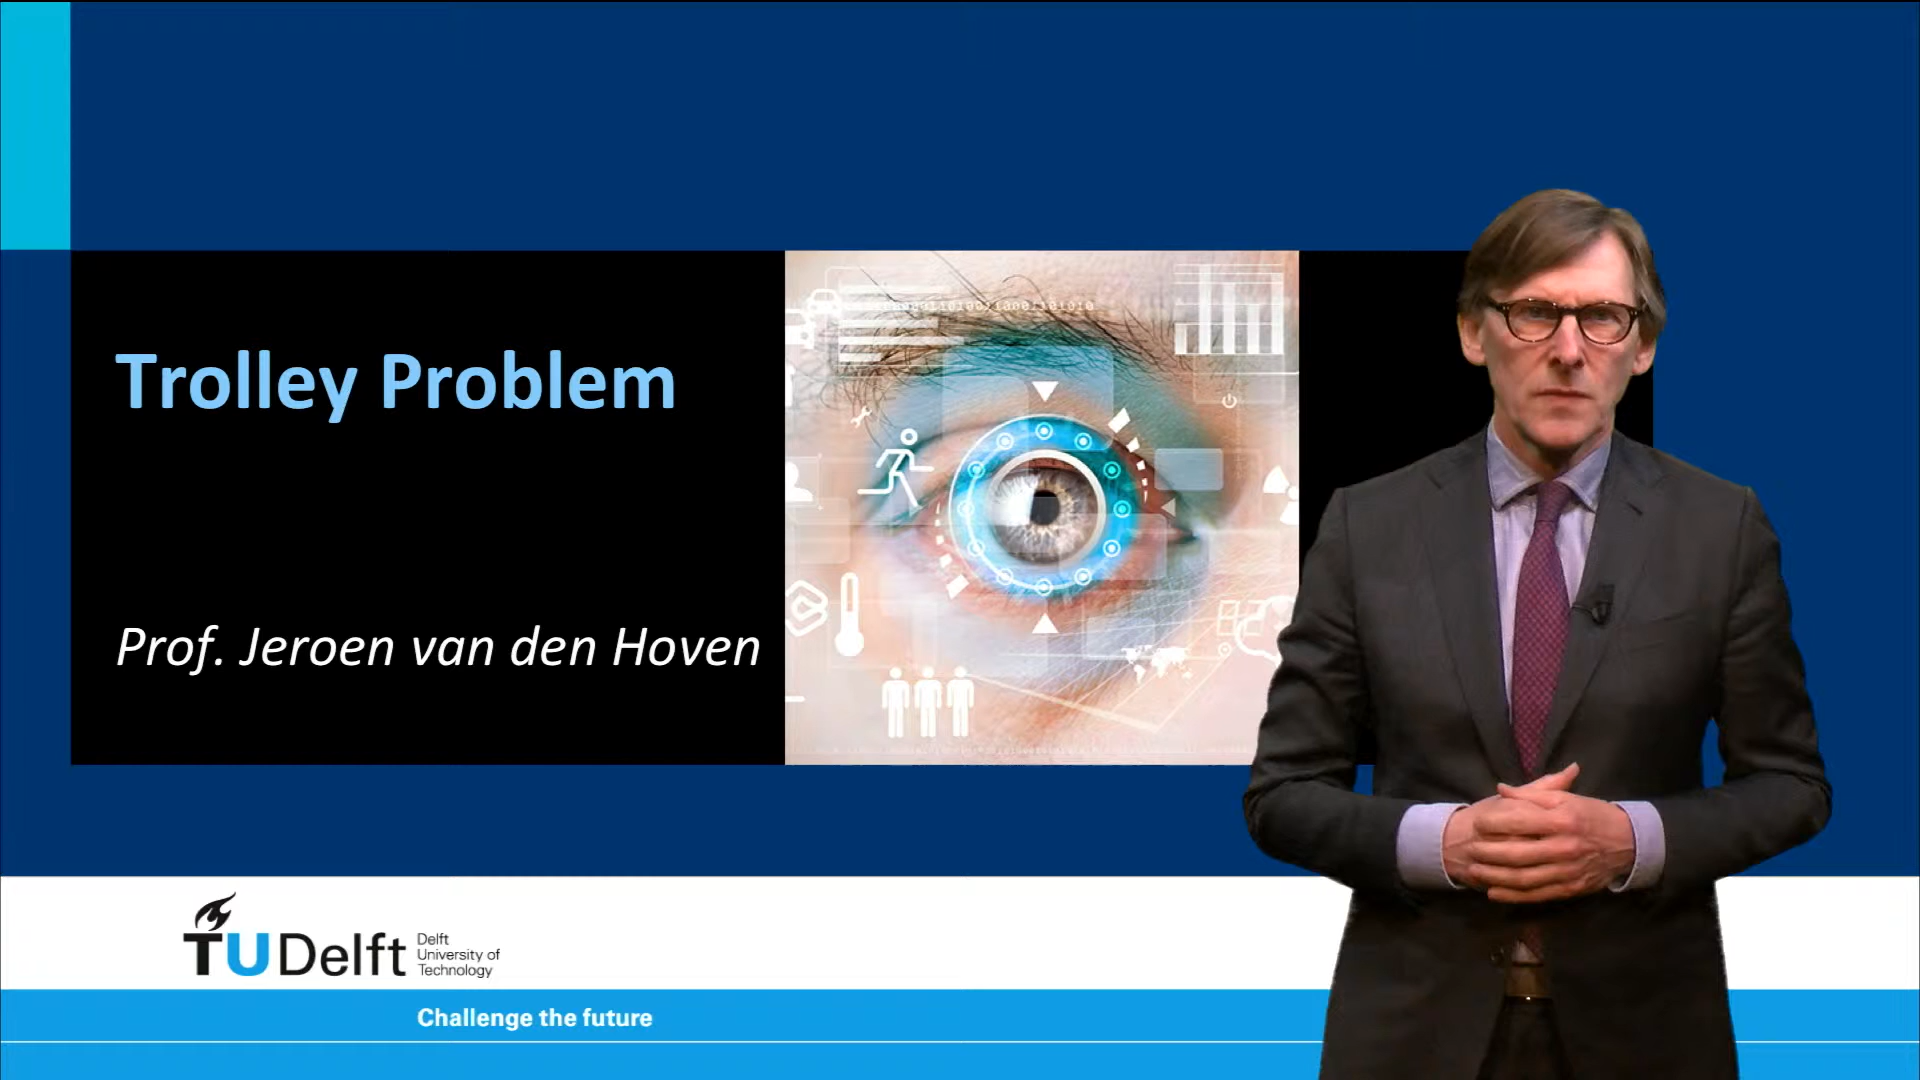 Trolley Problem
Prof. Jeroen van den Hoven
TU Delft
Delft
University of
Technology
Challenge the future